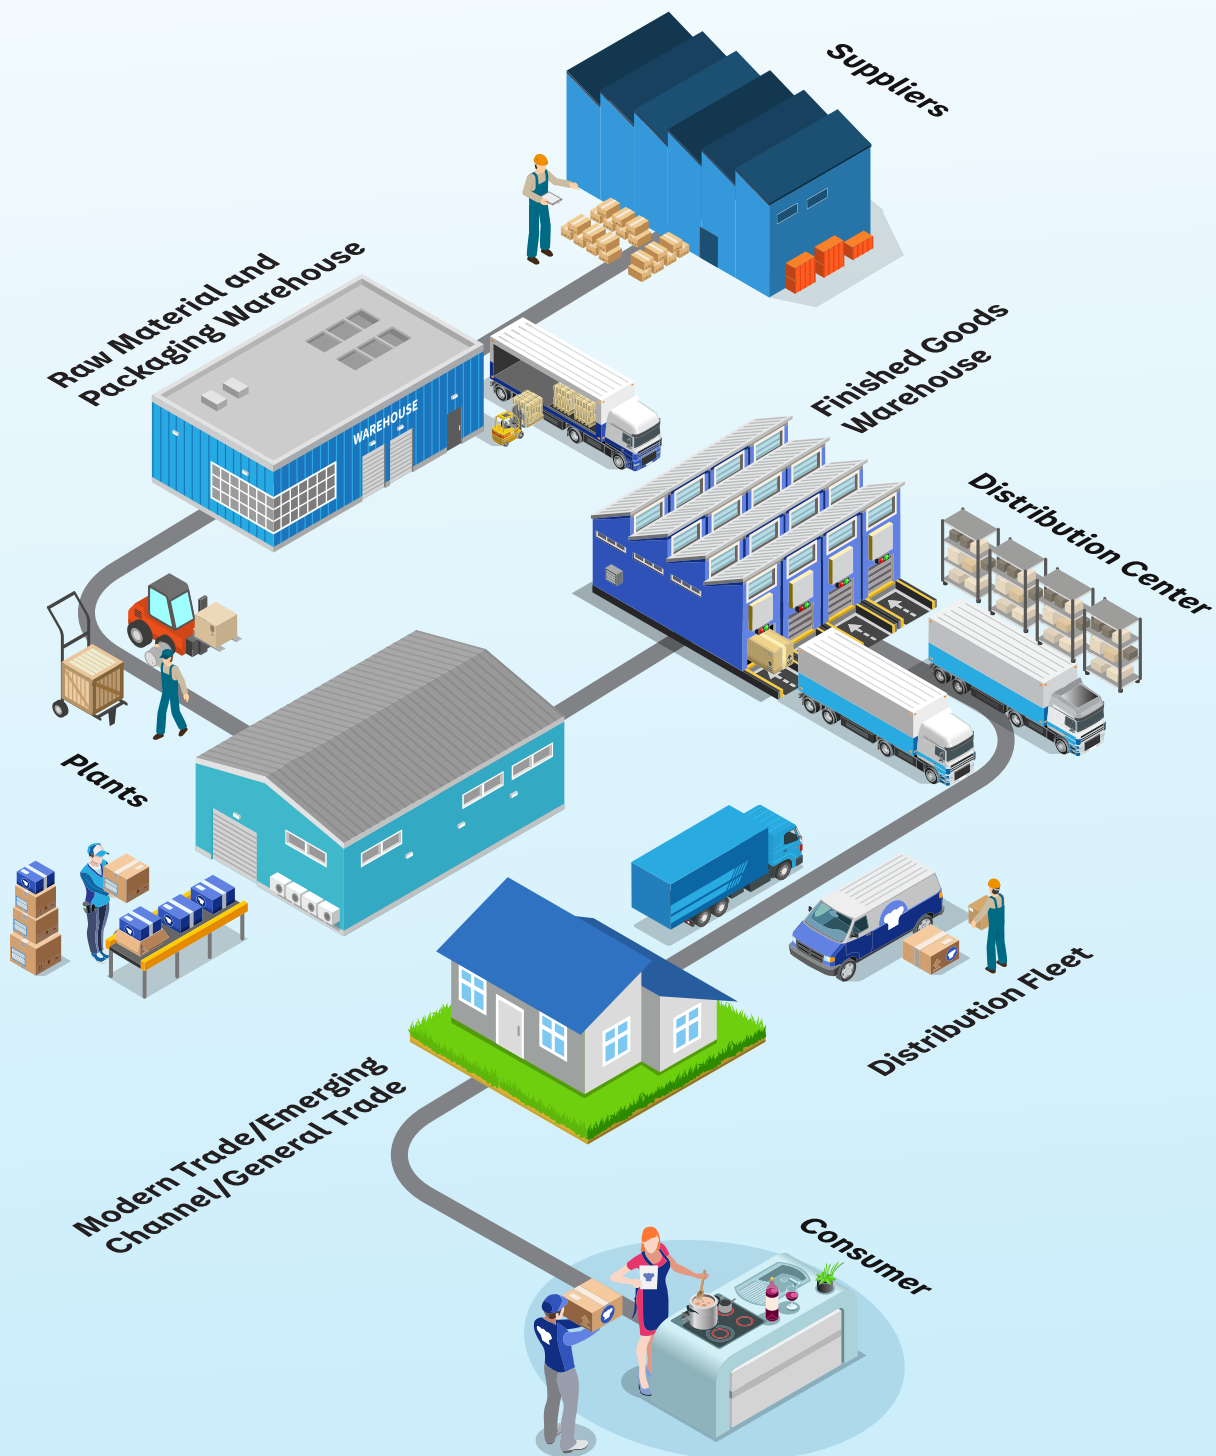 Suppliers
Raw Material and
Packaging Warehouse
WAREHOUSE
Finished Goods
Warehouse
Distribution Center
Plants
Distribution Fleet
Modern Trade/Emerging
Channel/General Trade
Consumer